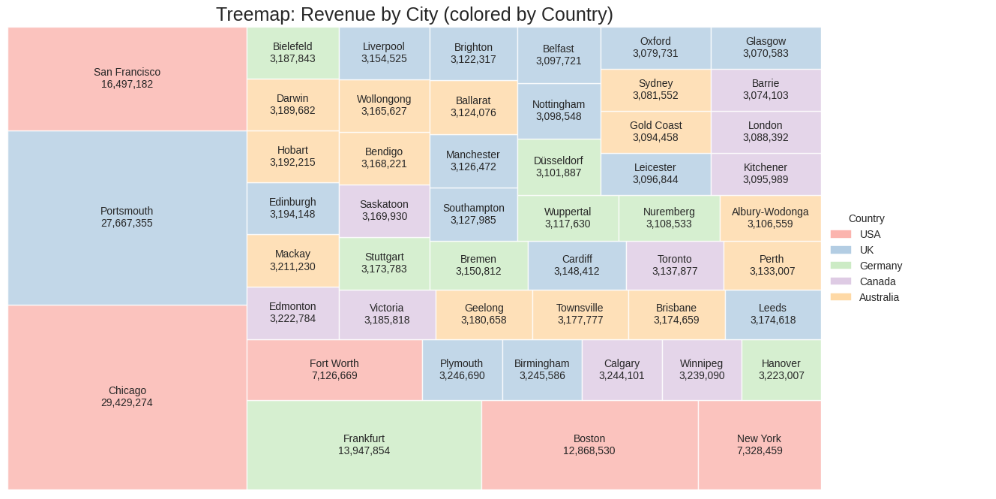 Treemap: Revenue by City (colored by Country)
San Francisco
16,497,182
Portsmouth
27,667,355
Chicago
29,429,274
Bielefeld
3,187,843
Liverpool
3,154,525
Brighton
3,122,317
Belfast
3,097,721
Oxford
3,079,731
Glasgow
3,070,583
Darwin
3,189,682
Wollongong
3,165,627
Ballarat
3,124,076
Nottingham
3,098,548
Sydney
3,081,552
Barrie
3,074,103
Hobart
3,192,215
Bendigo
3,168,221
Manchester
3,126,472
Düsseldorf
3,101,887
Gold Coast
3,094,458
London
3,088,392
Leicester
3,096,844
Kitchener
3,095,989
Edinburgh
3,194,148
Saskatoon
3,169,930
Southampton
3,127,985
Wuppertal
3,117,630
Nuremberg
3,108,533
Albury-Wodonga
3,106,559
Mackay
3,211,230
Stuttgart
3,173,783
Bremen
3,150,812
Cardiff
3,148,412
Toronto
3,137,877
Perth
3,133,007
Edmonton
3,222,784
Victoria
3,185,818
Geelong
3,180,658
Townsville
3,177,777
Brisbane
3,174,659
Leeds
3,174,618
Fort Worth
7,126,669
Plymouth
3,246,690
Birmingham
3,245,586
Calgary
3,244,101
Winnipeg
3,239,090
Hanover
3,223,007
Frankfurt
13,947,854
Boston
12,868,530
New York
7,328,459
Country
USA
UK
Germany
Canada
Australia